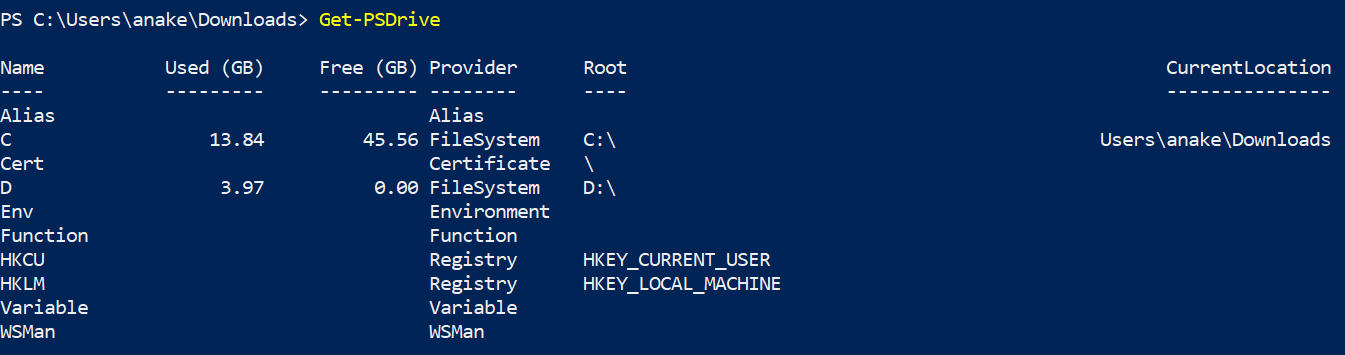 PS C:\Users\anake\Downloads> Get-PSDrive
Name           Used (GB)     Free (GB) Provider      Root                                                 CurrentLocation
----           ---------     --------- --------      ----                                                 ---------------
Alias                                  Alias
C                  13.84         45.56 FileSystem    C:\                                            Users\anake\Downloads
Cert                                   Certificate   \
D                   3.97          0.00 FileSystem    D:\
Env                                    Environment
Function                               Function
HKCU                                   Registry      HKEY_CURRENT_USER
HKLM                                   Registry      HKEY_LOCAL_MACHINE
Variable                               Variable
WSMan                                  WSMan